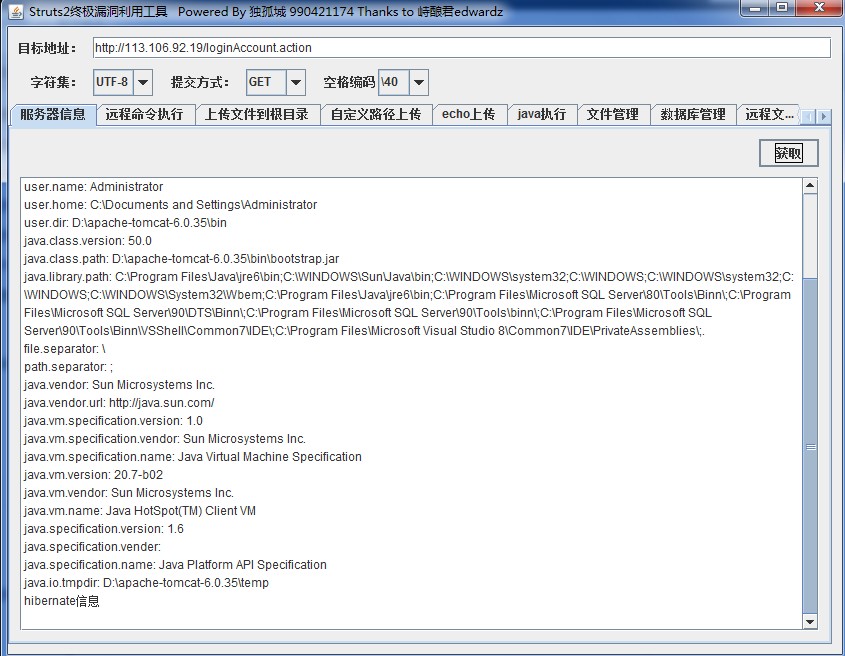 Struts2终极漏洞利用工具 Powered By 独孤城 990421174 Thanks to 峙酿君edwardz
目标地址： http://113.106.92.19/loginAccount.action
字符集： UTF-8 提交方式： GET 空格编码 \40
服务器信息 远程命令执行 上传文件到根目录 自定义路径上传 echo上传 java执行 文件管理 数据库管理 远程文...
获取
user.name: Administrator
user.home: C:\Documents and Settings\Administrator
user.dir: D:\apache-tomcat-6.0.35\bin
java.class.version: 50.0
java.class.path: D:\apache-tomcat-6.0.35\bin\bootstrap.jar
java.library.path: C:\Program Files\Java\jre6\bin;C:\WINDOWS\Sun\Java\bin;C:\WINDOWS\system32;C:\WINDOWS;C:\WINDOWS\system32;C:
\WINDOWS;C:\WINDOWS\System32\Wbem;C:\Program Files\Java\jre6\bin;C:\Program Files\Microsoft SQL Server\80\Tools\Binn\;C:\Program
Files\Microsoft SQL Server\90\DTS\Binn\;C:\Program Files\Microsoft SQL Server\90\Tools\binn\;C:\Program Files\Microsoft SQL
Server\90\Tools\Binn\VSShell\Common7\IDE\;C:\Program Files\Microsoft Visual Studio 8\Common7\IDE\PrivateAssemblies\;.
file.separator: \
path.separator: ;
java.vendor: Sun Microsystems Inc.
java.vendor.url: http://java.sun.com/
java.vm.specification.version: 1.0
java.vm.specification.vendor: Sun Microsystems Inc.
java.vm.specification.name: Java Virtual Machine Specification
java.vm.version: 20.7-b02
java.vm.vendor: Sun Microsystems Inc.
java.vm.name: Java HotSpot(TM) Client VM
java.specification.version: 1.6
java.specification.vender:
java.specification.name: Java Platform API Specification
java.io.tmpdir: D:\apache-tomcat-6.0.35\temp
hibernate信息